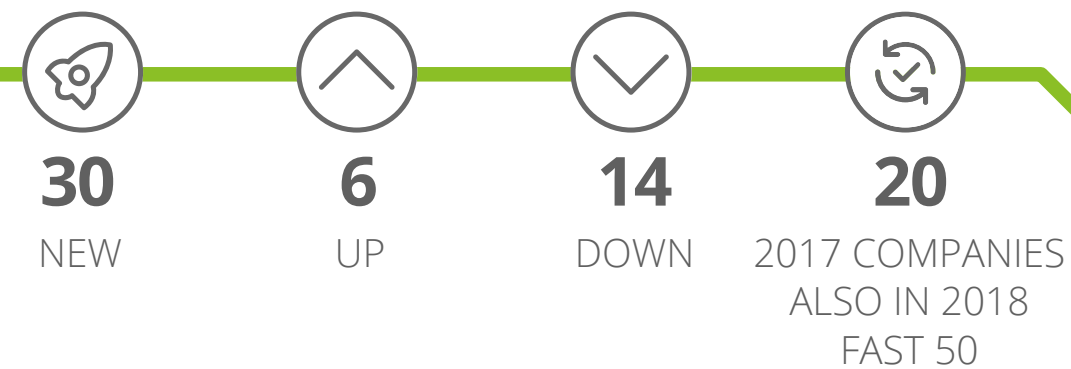 30
NEW
6
UP
14
DOWN
20
2017 COMPANIES
ALSO IN 2018
FAST 50